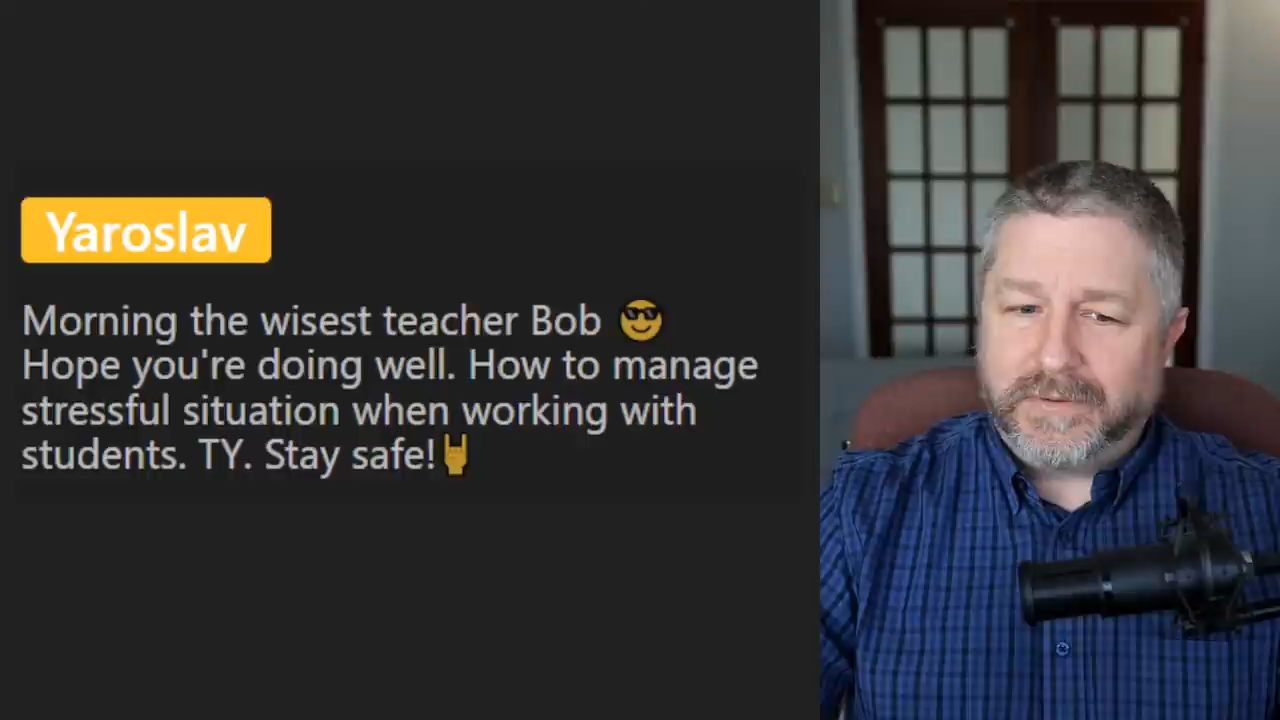 Yaroslav
Morning the wisest teacher Bob 😎
Hope you're doing well. How to manage
stressful situation when working with
students. TY. Stay safe!🤘